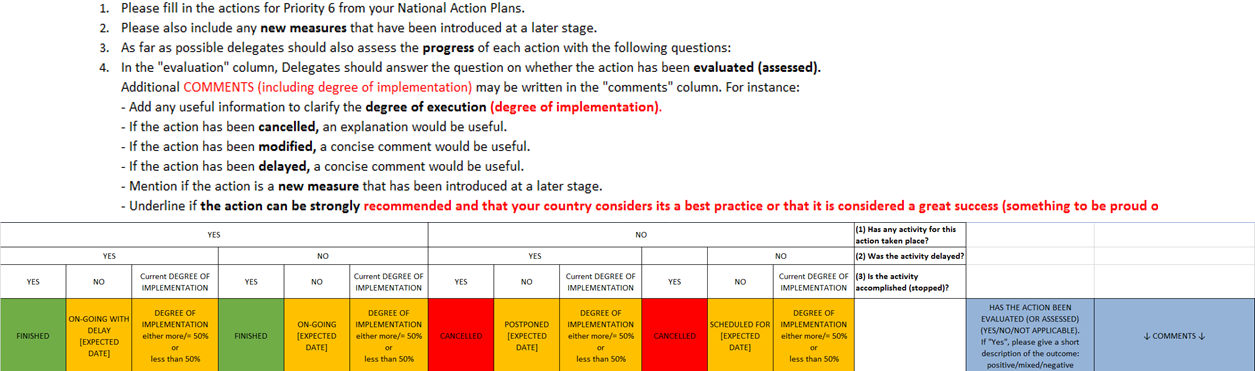 1. Please fill in the actions for Priority 6 from your National Action Plans.
2. Please also include any new measures that have been introduced at a later stage.
3. As far as possible delegates should also assess the progress of each action with the following questions:
4. In the "evaluation" column, Delegates should answer the question on whether the action has been evaluated (assessed).
Additional COMMENTS (including degree of implementation) may be written in the "comments" column. For instance:
- Add any useful information to clarify the degree of execution (degree of implementation).
- If the action has been cancelled, an explanation would be useful.
- If the action has been modified, a concise comment would be useful.
- If the action has been delayed, a concise comment would be useful.
- Mention if the action is a new measure that has been introduced at a later stage.
- Underline if the action can be strongly recommended and that your country considers its a best practice or that it is considered a great success (something to be proud o
YES
NO
(1) Has any activity for this
action taken place?
YES
NO
YES
NO
(2) Was the activity delayed?
YES
NO
Current DEGREE OF
IMPLEMENTATION
YES
NO
Current DEGREE OF
IMPLEMENTATION
YES
NO
Current DEGREE OF
IMPLEMENTATION
YES
NO
Current DEGREE OF
IMPLEMENTATION
(3) Is the activity
accomplished (stopped)?
FINISHED
ON-GOING WITH
DELAY
[EXPECTED
DATE]
DEGREE OF
IMPLEMENTATION
either more/= 50%
or
less than 50%
FINISHED
ON-GOING
[EXPECTED
DATE]
DEGREE OF
IMPLEMENTATION
either more/= 50%
or
less than 50%
CANCELLED
POSTPONED
[EXPECTED
DATE]
DEGREE OF
IMPLEMENTATION
either more/= 50%
or
less than 50%
CANCELLED
SCHEDULED FOR
[EXPECTED
DATE]
DEGREE OF
IMPLEMENTATION
either more/= 50%
or
less than 50%
HAS THE ACTION BEEN
EVALUATED (OR ASSESSED)
(YES/NO/NOT APPLICABLE).
If "Yes", please give a short
description of the outcome:
positive/mixed/negative
↓ COMMENTS ↓